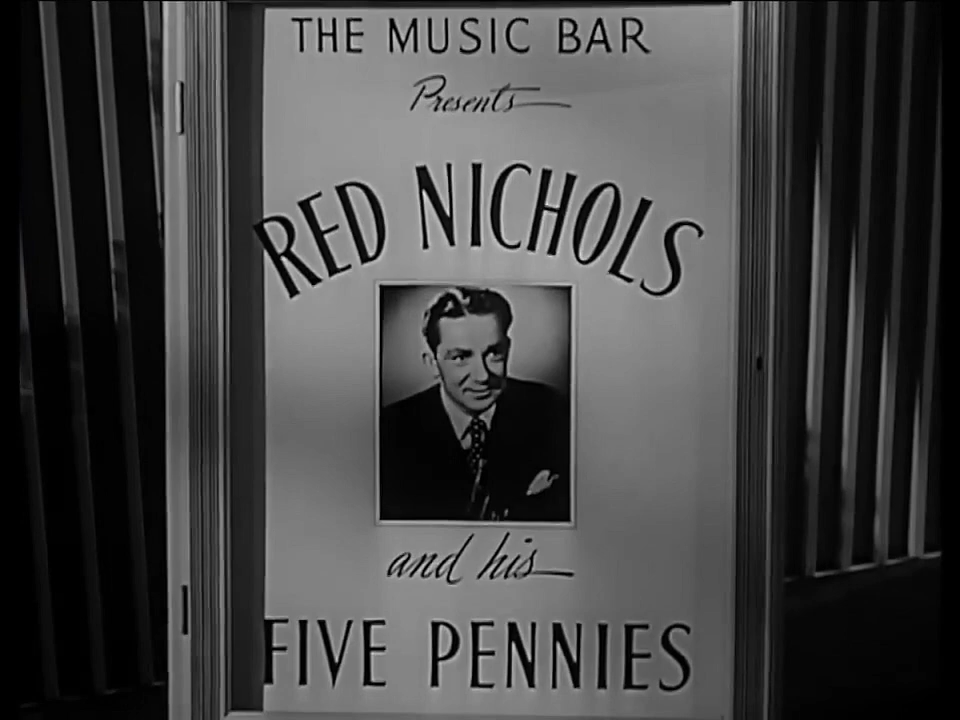 THE MUSIC BAR
Presents
RED NICHOLS
and his
FIVE PENNIES